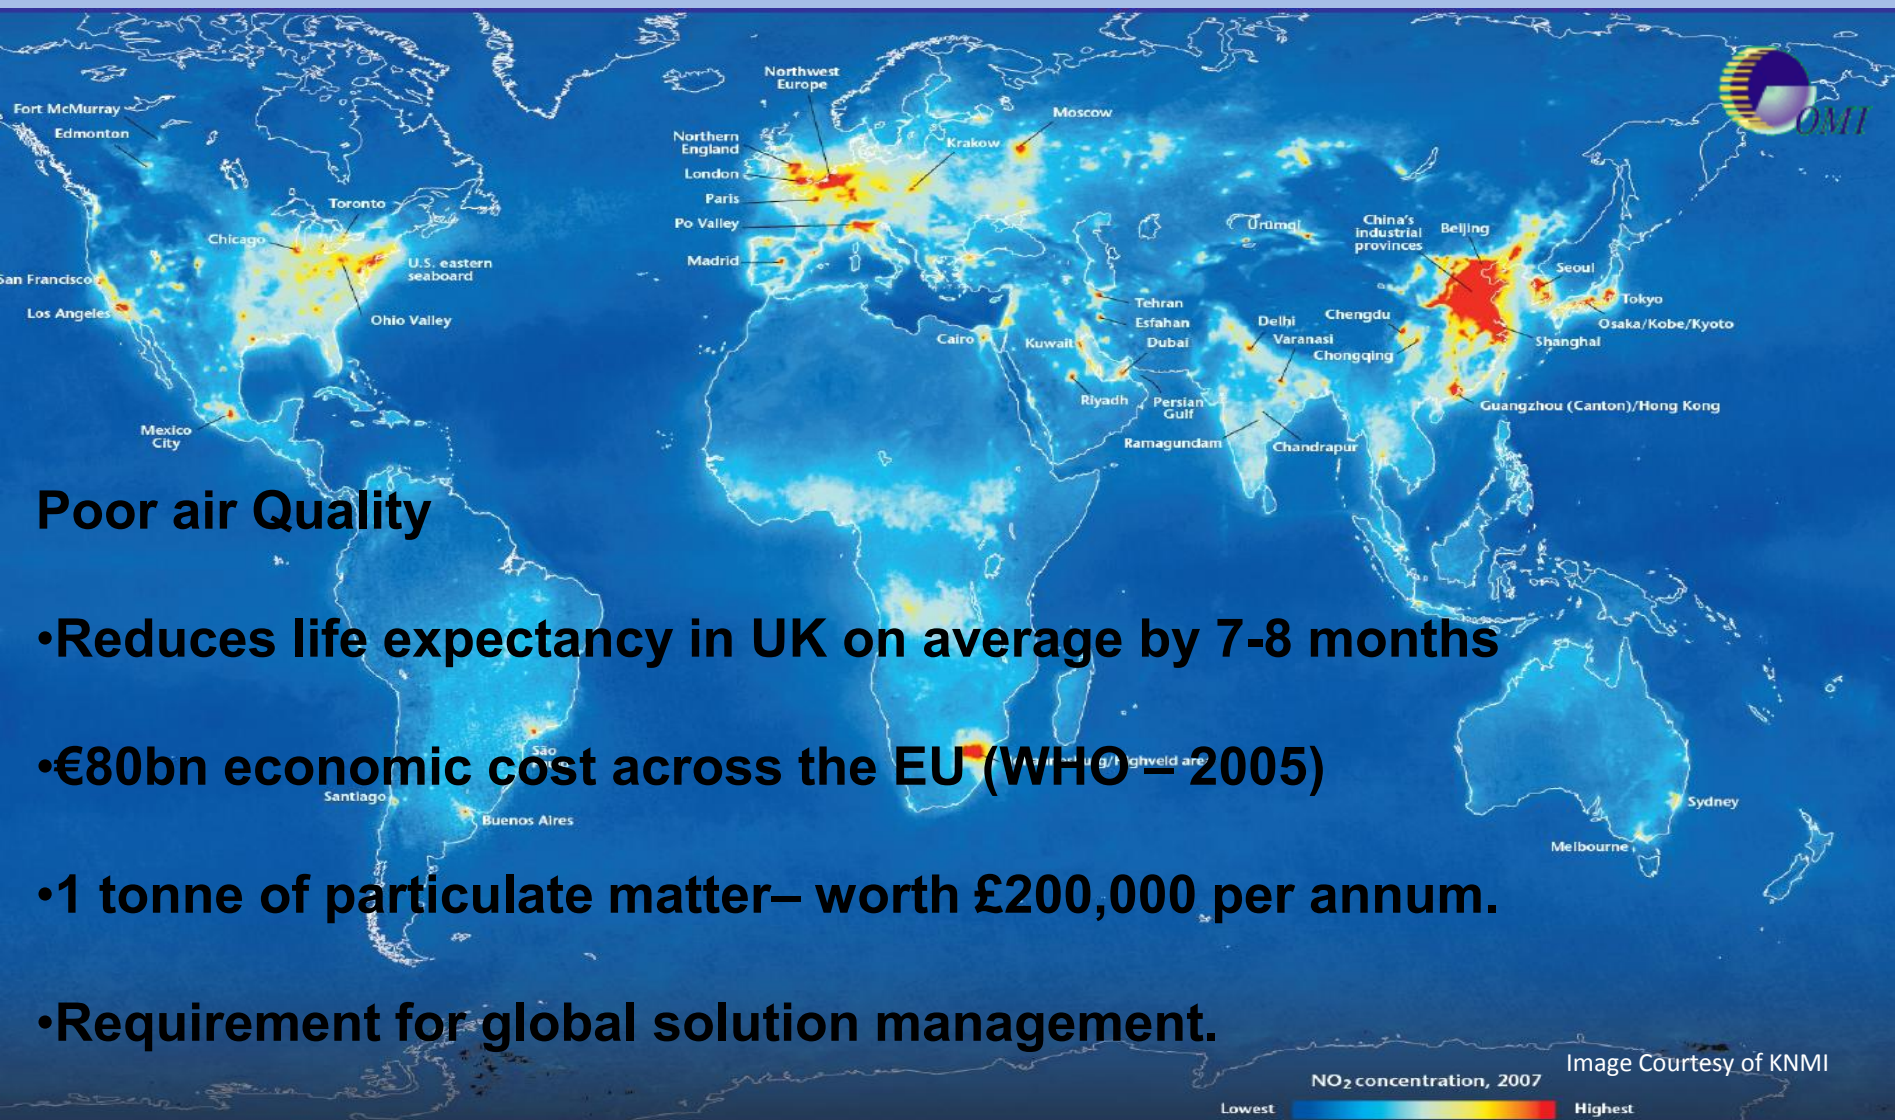 OMI
Northwest
Europe
Fort McMurray
Edmonton
Moscow
Northern
England
Krakow
London
Paris
Toronto
Po Valley
Chicago
Ürümqi
China's
industrial
provinces
Beijing
U.S. eastern
seaboard
Madrid
San Francisco
Seoul
Los Angeles
Ohio Valley
Tehran
Tokyo
Esfahan
Delhi
Chengdu
Osaka/Kobe/Kyoto
Cairo
Kuwait
Dubai
Varanasi
Shanghai
Chongqing
Riyadh
Persian
Gulf
Guangzhou (Canton)/Hong Kong
Mexico
City
Ramagundam
Chandrapur
Poor air Quality
•Reduces life expectancy in UK on average by 7-8 months
São
•€80bn economic cost across the EU (WHO – 2005)
Highveld area
Santiago
Buenos Aires
Sydney
Melbourne
•1 tonne of particulate matter– worth £200,000 per annum.
•Requirement for global solution management.
Image Courtesy of KNMI
NO₂ concentration, 2007
Lowest
Highest